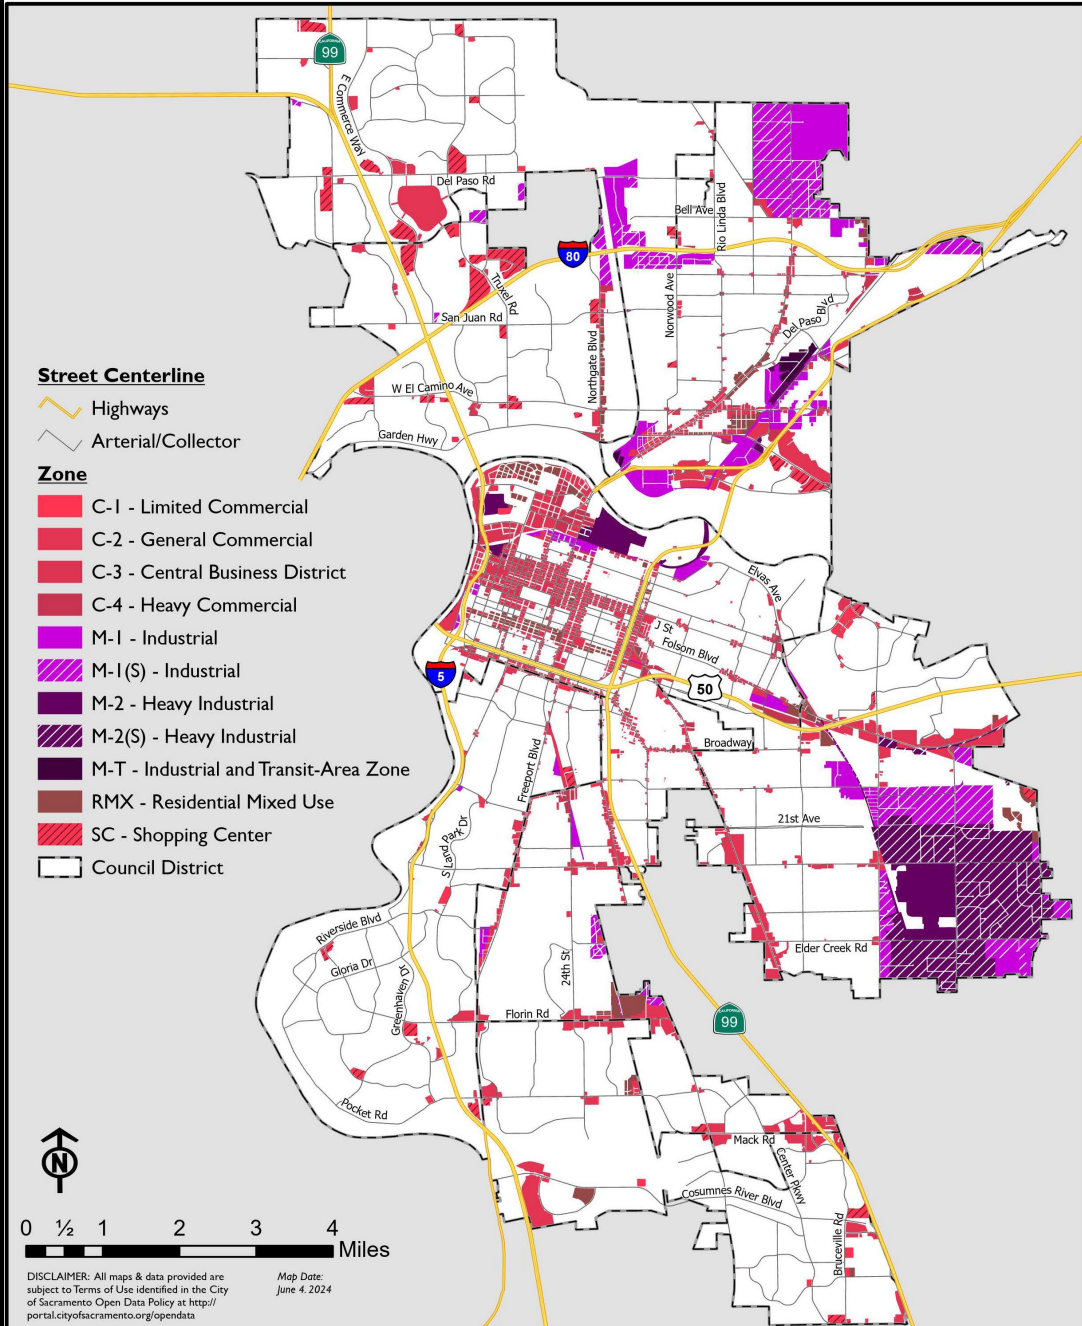 CALIFORNIA
99
E Commerce Way
Del Paso Rd
Bell Ave
Rio Linda Blvd
80
Truxel Rd
San Juan Rd
Norwood Ave
Del Paso Blvd
Northgate Blvd
W El Camino Ave
Garden Hwy
Street Centerline
Highways
Arterial/Collector
Zone
C-1 - Limited Commercial
C-2 - General Commercial
C-3 - Central Business District
C-4 - Heavy Commercial
M-1 - Industrial
M-1(S) - Industrial
M-2 - Heavy Industrial
M-2(S) - Heavy Industrial
M-T - Industrial and Transit-Area Zone
RMX - Residential Mixed Use
SC - Shopping Center
Council District
Elvas Ave
J St
Folsom Blvd
5
50
Broadway
Freeport Blvd
21st Ave
S Land Park Dr
Riverside Blvd
Gloria Dr
Greenhaven Dr
24th St
Elder Creek Rd
Florin Rd
CALIFORNIA
99
Pocket Rd
Mack Rd
Center Pkwy
Cosumnes River Blvd
Bruceville Rd
N
0 ½ 1 2 3 4
Miles
DISCLAIMER: All maps & data provided are
subject to Terms of Use identified in the City
of Sacramento Open Data Policy at http://
portal.cityofsacramento.org/opendata
Map Date:
June 4, 2024